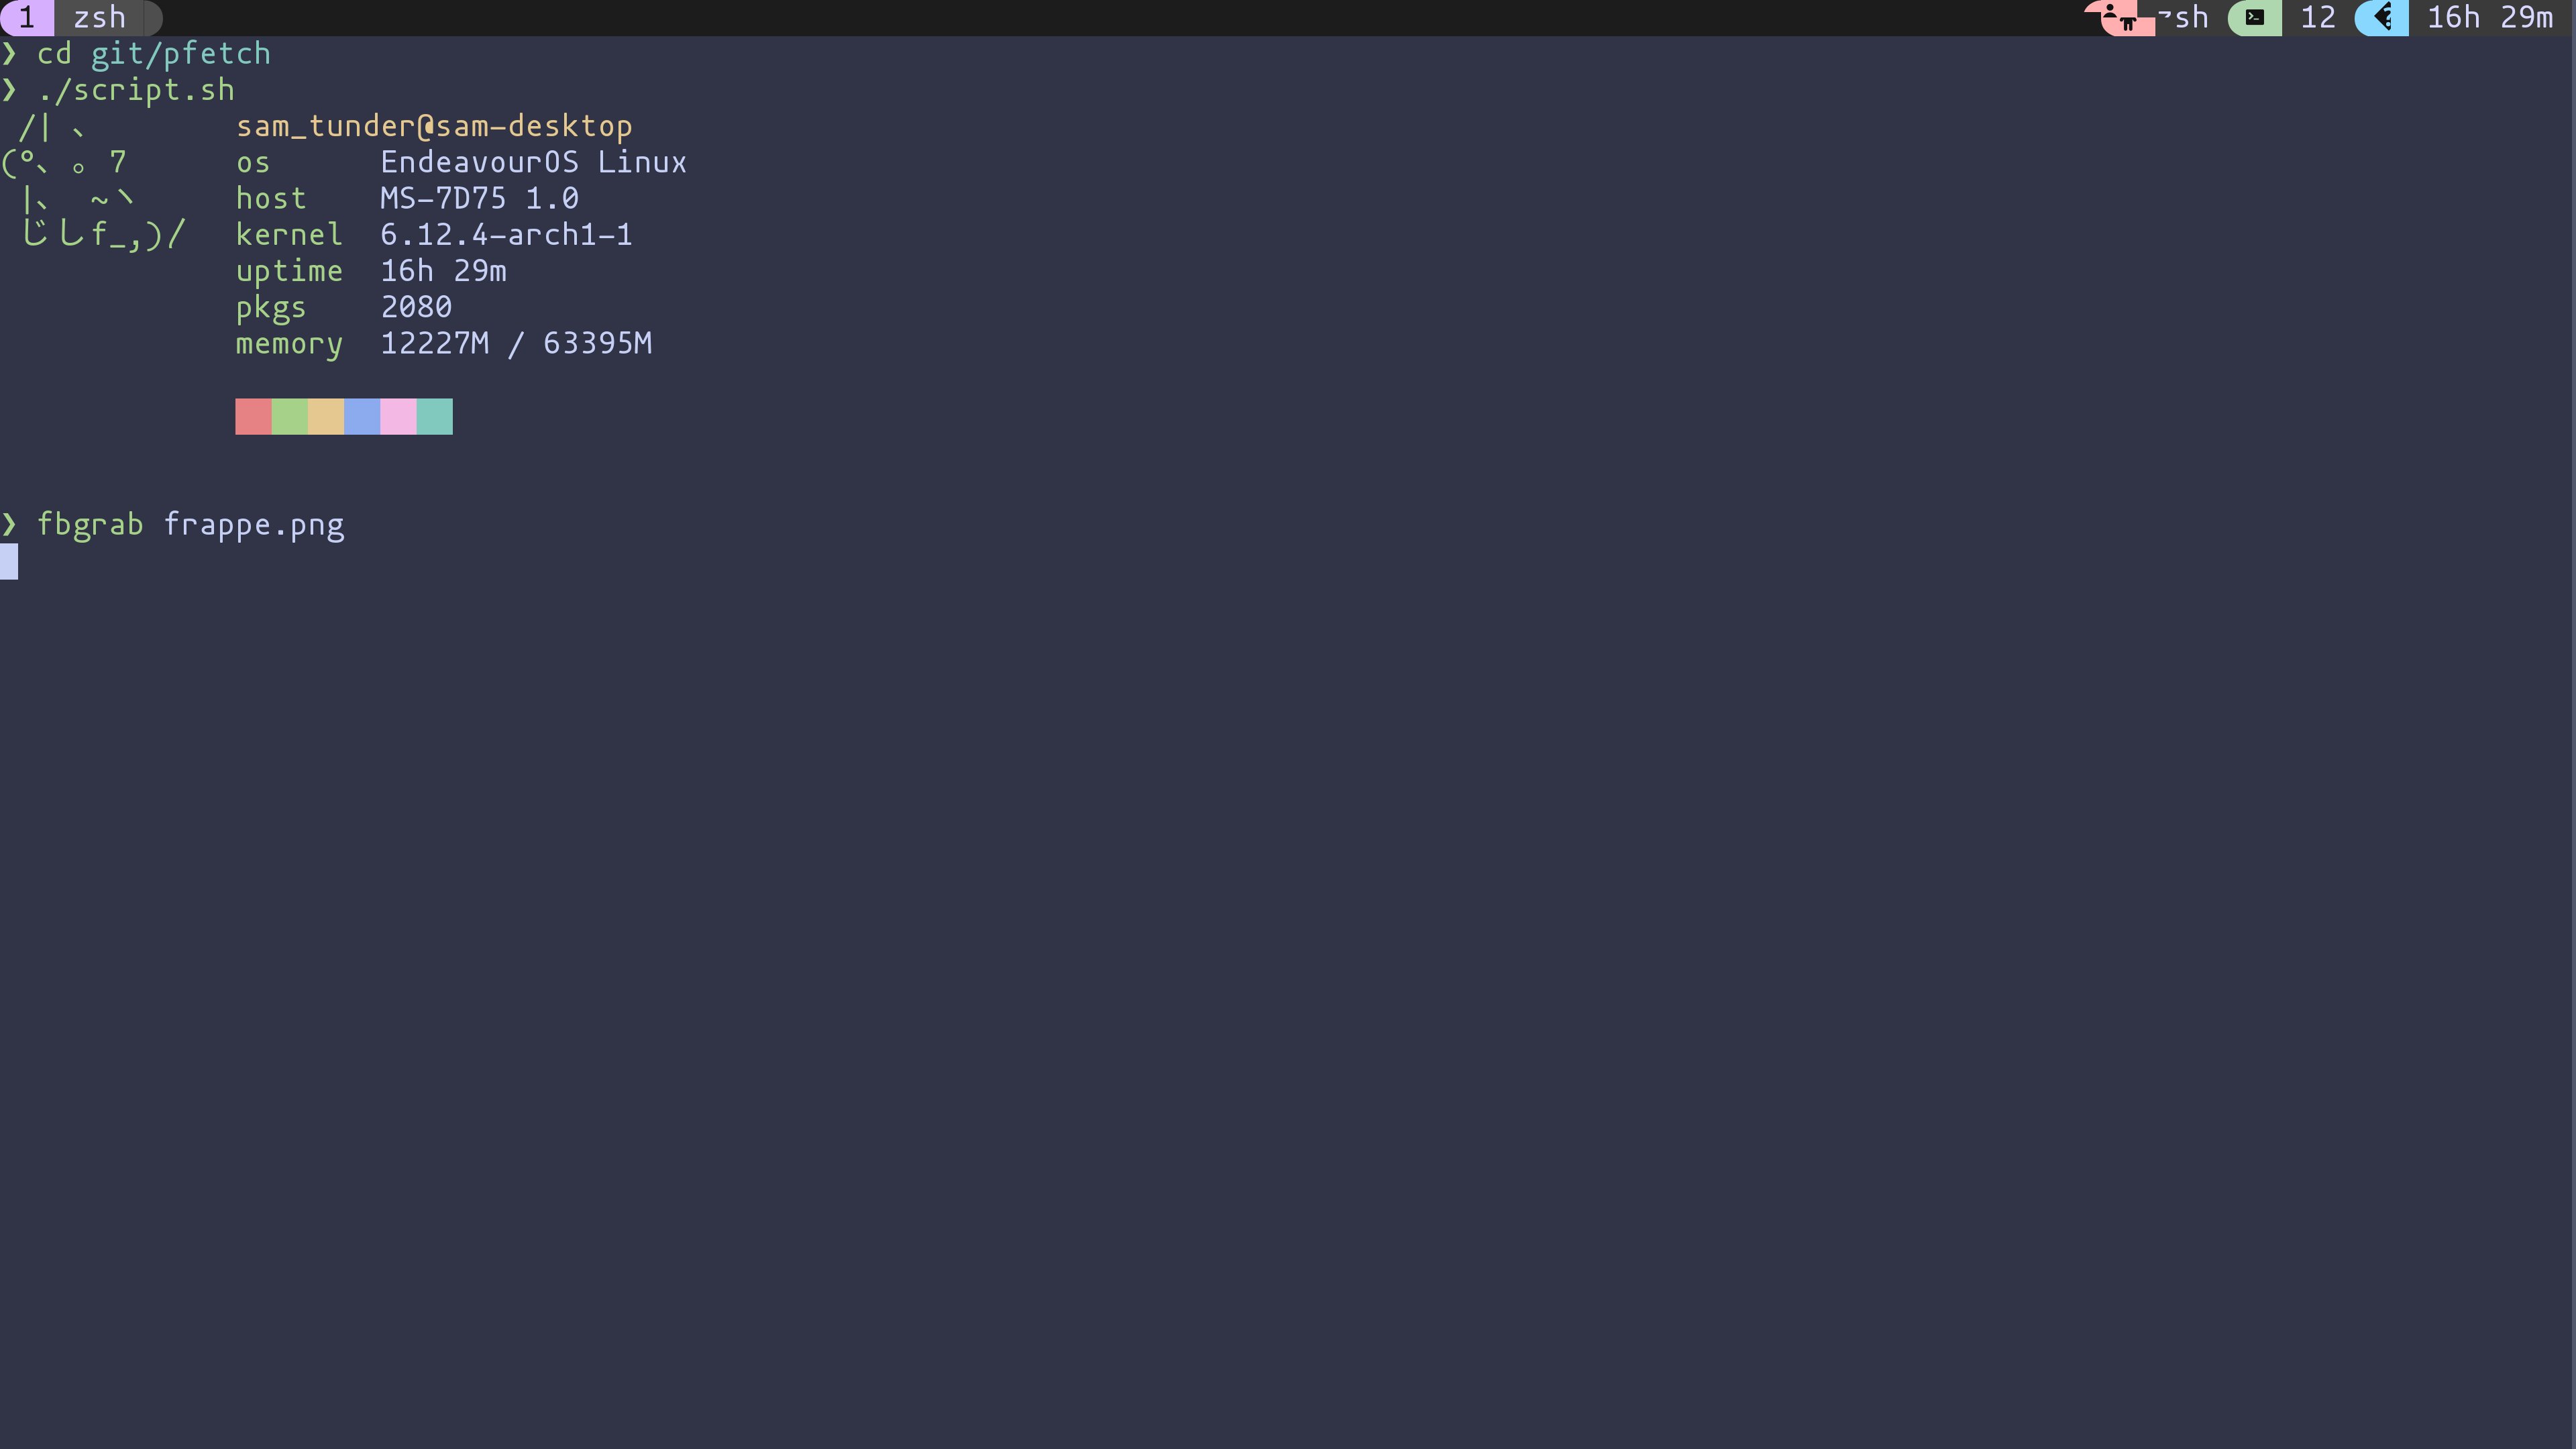 1 zsh zsh 12 16h 29m
❯ cd git/pfetch
❯ ./script.sh
/| 、 sam_tunder@sam-desktop
(°、 。7 os EndeavourOS Linux
|、 ~ヽ host MS-7D75 1.0
じしf_,)/ kernel 6.12.4-arch1-1
uptime 16h 29m
pkgs 2080
memory 12227M / 63395M
❯ fbgrab frappe.png